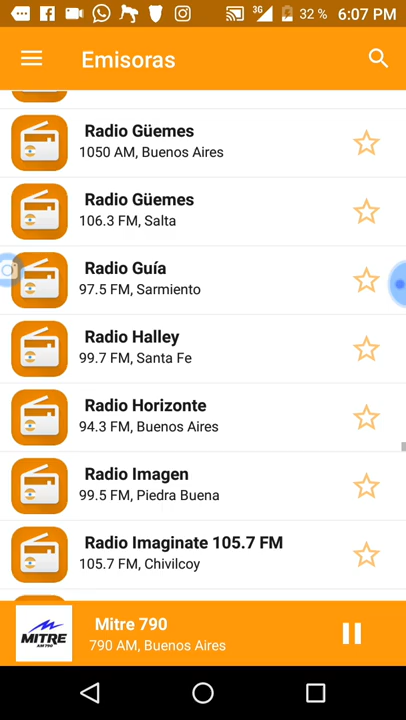 3G 32 % 6:07 PM
Emisoras
Radio Güemes
1050 AM, Buenos Aires
Radio Güemes
106.3 FM, Salta
Radio Guía
97.5 FM, Sarmiento
Radio Halley
99.7 FM, Santa Fe
Radio Horizonte
94.3 FM, Buenos Aires
Radio Imagen
99.5 FM, Piedra Buena
Radio Imaginate 105.7 FM
105.7 FM, Chivilcoy
MITRE
AM 790
Mitre 790
790 AM, Buenos Aires